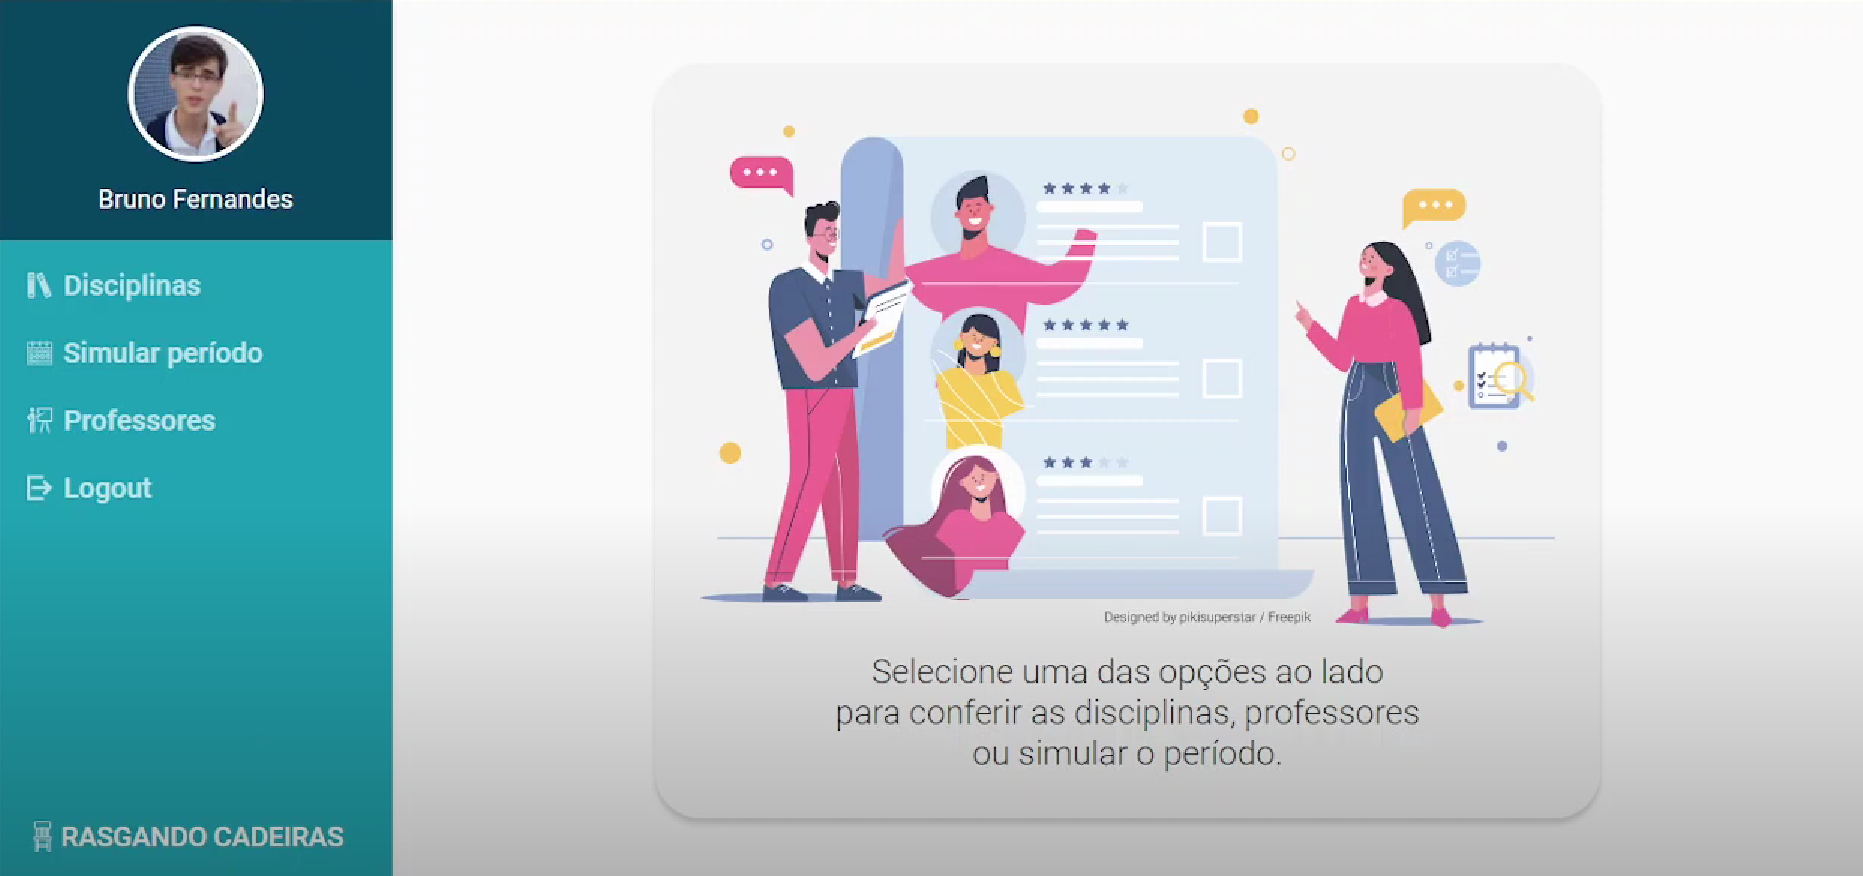 Bruno Fernandes
Disciplinas
Simular período
Professores
Logout
RASGANDO CADEIRAS
Designed by pikisuperstar / Freepik
Selecione uma das opções ao lado
para conferir as disciplinas, professores
ou simular o período.